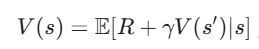 V(s) = 𝔼[R + γV(s′)|s]